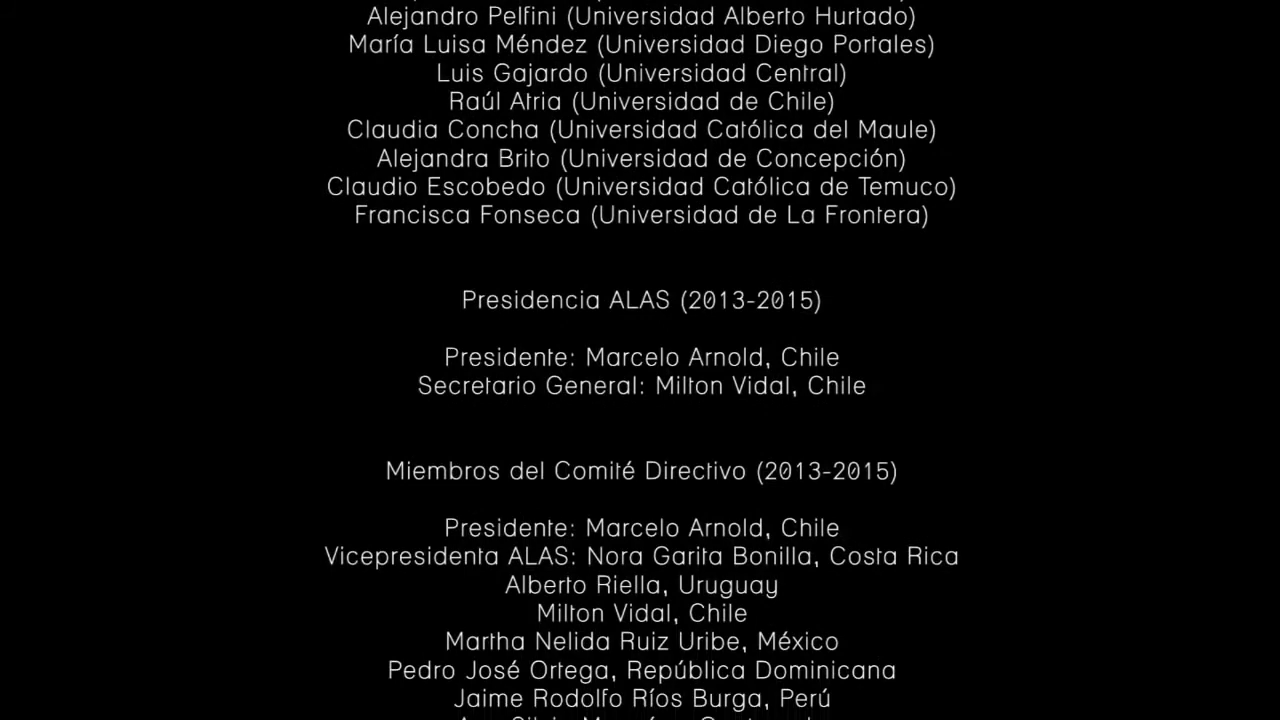 Alejandro Pelfini (Universidad Alberto Hurtado)
María Luisa Méndez (Universidad Diego Portales)
Luis Gajardo (Universidad Central)
Raúl Atria (Universidad de Chile)
Claudia Concha (Universidad Católica del Maule)
Alejandra Brito (Universidad de Concepción)
Claudio Escobedo (Universidad Católica de Temuco)
Francisca Fonseca (Universidad de La Frontera)
Presidencia ALAS (2013-2015)
Presidente: Marcelo Arnold, Chile
Secretario General: Milton Vidal, Chile
Miembros del Comité Directivo (2013-2015)
Presidente: Marcelo Arnold, Chile
Vicepresidenta ALAS: Nora Garita Bonilla, Costa Rica
Alberto Riella, Uruguay
Milton Vidal, Chile
Martha Nelida Ruiz Uribe, México
Pedro José Ortega, República Dominicana
Jaime Rodolfo Ríos Burga, Perú